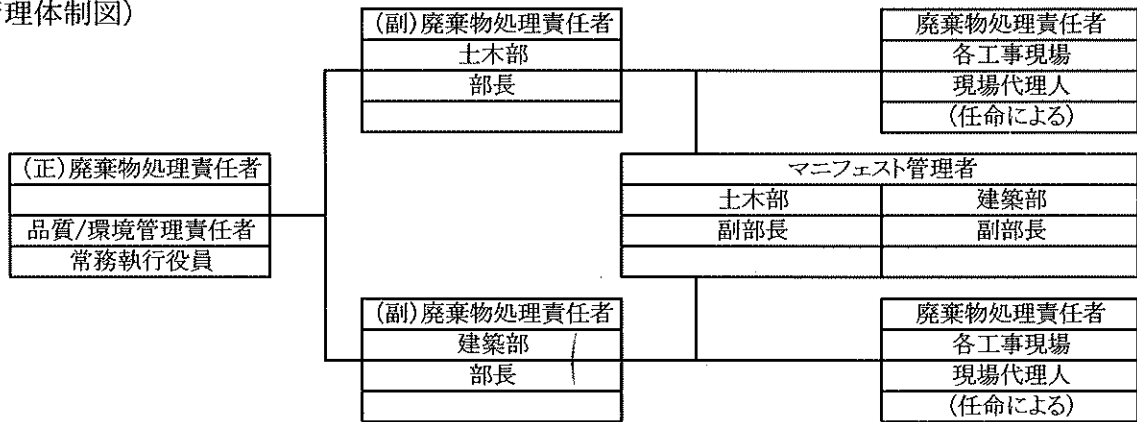 理体制図)
(副)廃棄物処理責任者
土木部
部長
廃棄物処理責任者
各工事現場
現場代理人
(任命による)
(正)廃棄物処理責任者
品質/環境管理責任者
常務執行役員
マニフェスト管理者
土木部 建築部
副部長 副部長
(副)廃棄物処理責任者
建築部
部長
廃棄物処理責任者
各工事現場
現場代理人
(任命による)